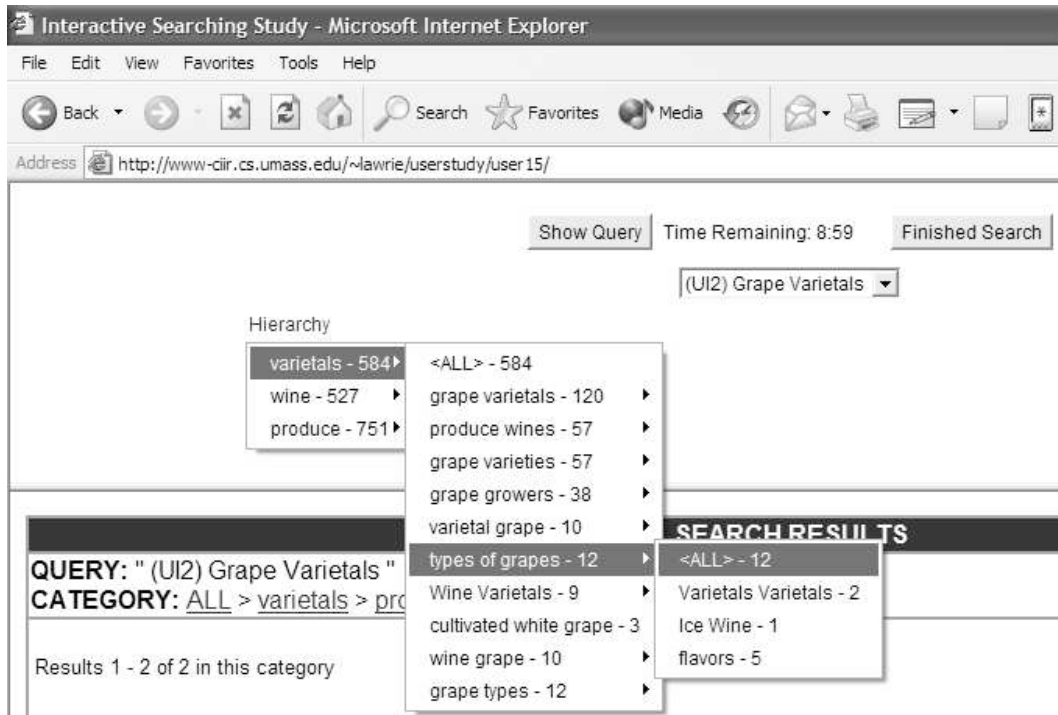 Interactive Searching Study - Microsoft Internet Explorer
File Edit View Favorites Tools Help
Back Search Favorites Media
Address http://www-ciir.cs.umass.edu/~lawrie/userstudy/user15/
Show Query Time Remaining: 8:59 Finished Search
(UI2) Grape Varietals
Hierarchy
varietals - 584
wine - 527
produce - 751
<ALL> - 584
grape varietals - 120
produce wines - 57
grape varieties - 57
grape growers - 38
varietal grape - 10
types of grapes - 12
Wine Varietals - 9
cultivated white grape - 3
wine grape - 10
grape types - 12
<ALL> - 12
Varietals Varietals - 2
Ice Wine - 1
flavors - 5
SEARCH RESULTS
QUERY: " (UI2) Grape Varietals "
CATEGORY: ALL > varietals >
Results 1 - 2 of 2 in this category